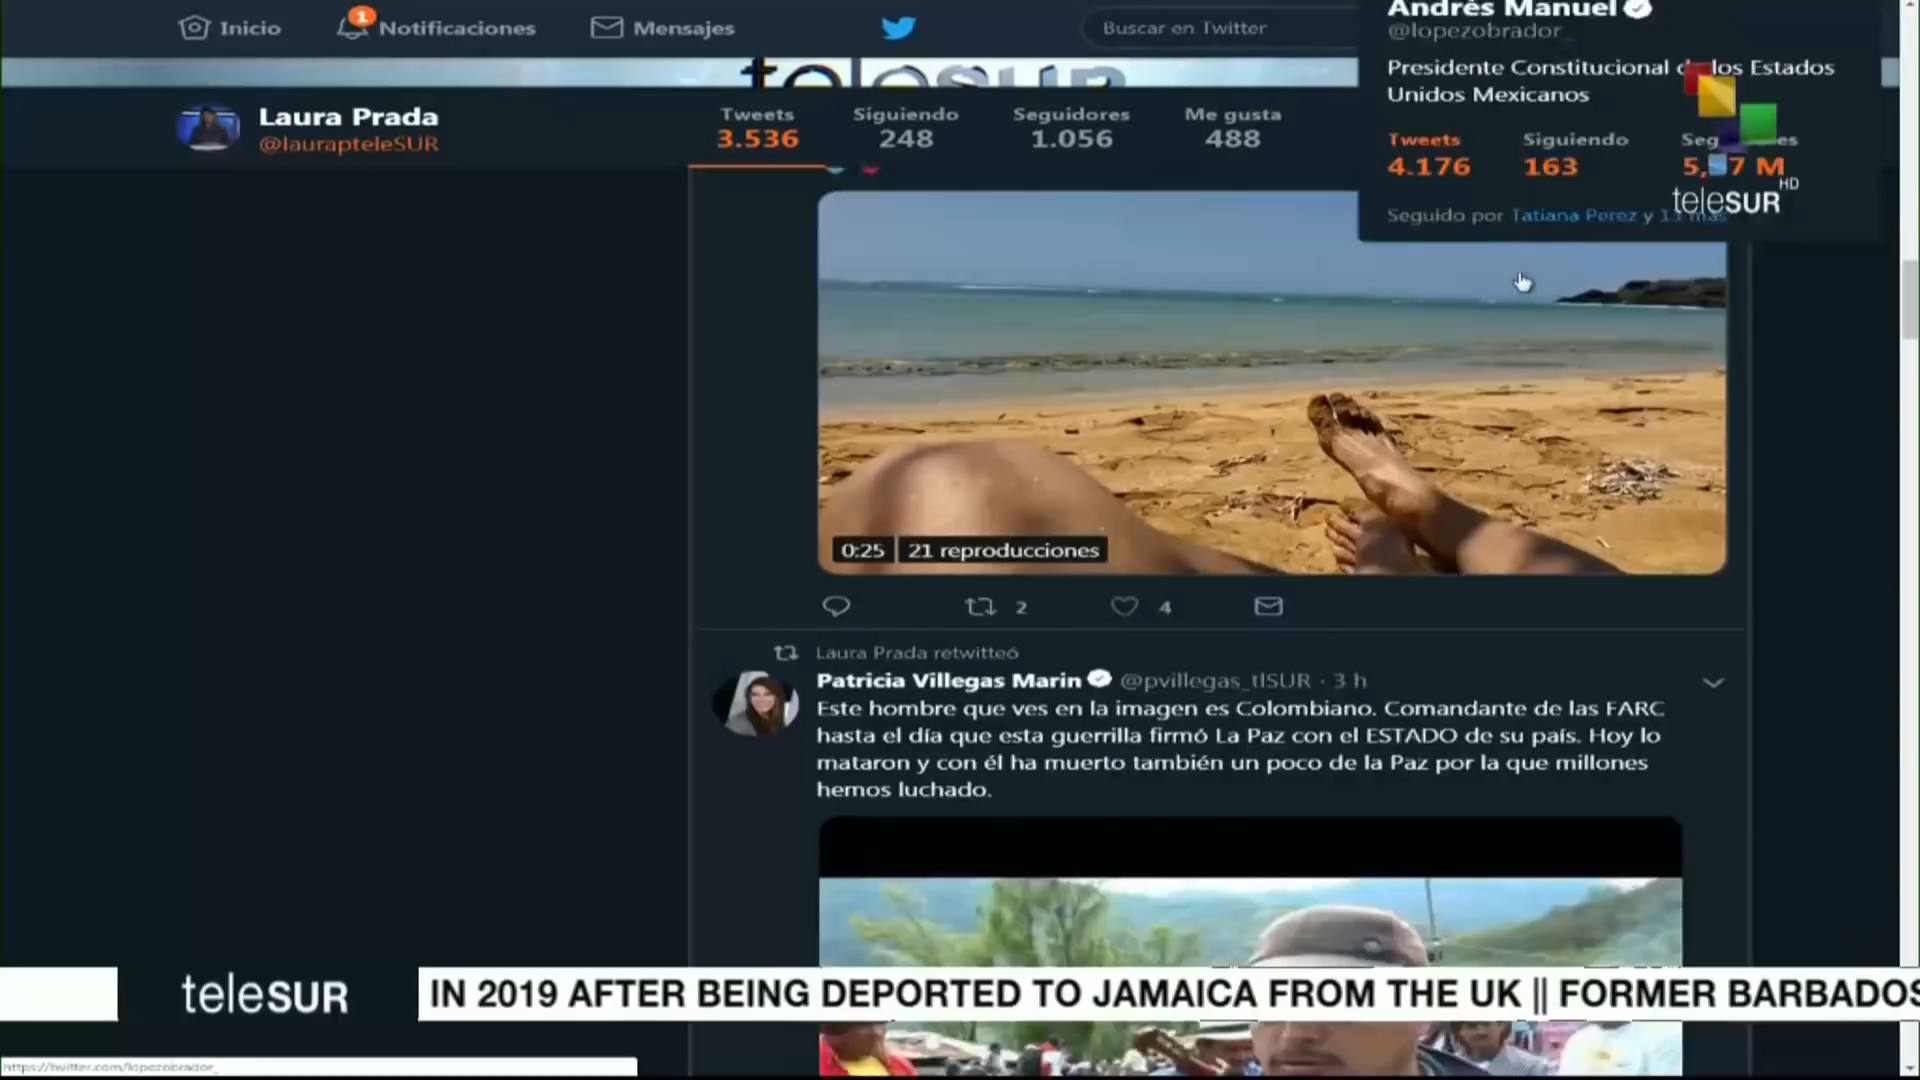 Inicio
1
Notificaciones
Mensajes
Buscar en Twitter
teleSUR
Laura Prada
@laurapteleSUR
Tweets
3.536
Siguiendo
248
Seguidores
1.056
Me gusta
488
Andrés Manuel
@lopezobrador_
Presidente Constitucional de los Estados
Unidos Mexicanos
Tweets
4.176
Siguiendo
163
Seguido por Tatiana Perez y 13 más
teleSUR HD
0:25
21 reproducciones
2
4
Laura Prada retwitteó
Patricia Villegas Marin @pvillegas_tlSUR · 3 h
Este hombre que ves en la imagen es Colombiano. Comandante de las FARC
hasta el día que esta guerrilla firmó La Paz con el ESTADO de su país. Hoy lo
mataron y con él ha muerto también un poco de la Paz por la que millones
hemos luchado.
teleSUR
IN 2019 AFTER BEING DEPORTED TO JAMAICA FROM THE UK || FORMER BARBADOS
https://twitter.com/lopezobrador_